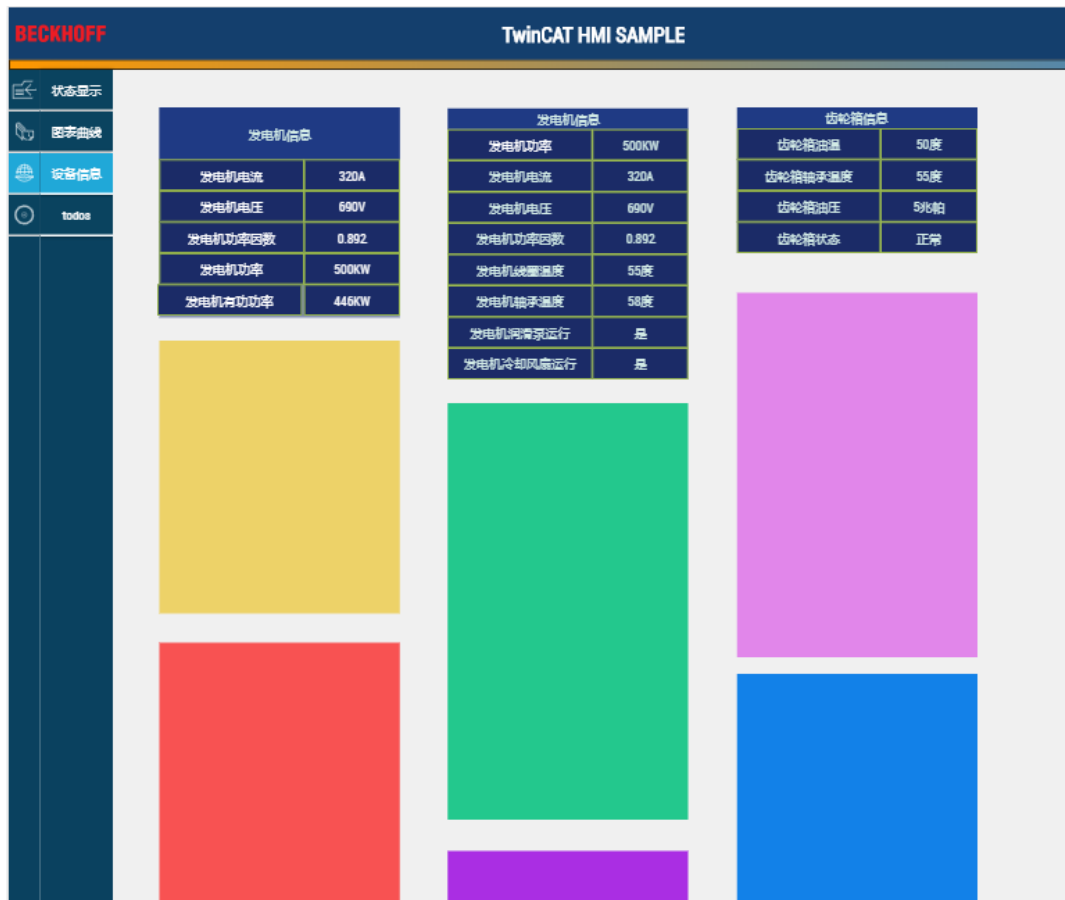 BECKHOFF
TwinCAT HMI SAMPLE
状态显示
图表曲线
设备信息
todos
发电机信息
发电机电流 320A
发电机电压 690V
发电机功率因数 0.892
发电机功率 500KW
发电机有功功率 446KW
发电机信息
发电机功率 500KW
发电机电流 320A
发电机电压 690V
发电机功率因数 0.892
发电机线圈温度 55度
发电机轴承温度 58度
发电机润滑泵运行 是
发电机冷却风扇运行 是
齿轮箱信息
齿轮箱油温 50度
齿轮箱轴承温度 55度
齿轮箱油压 5兆帕
齿轮箱状态 正常